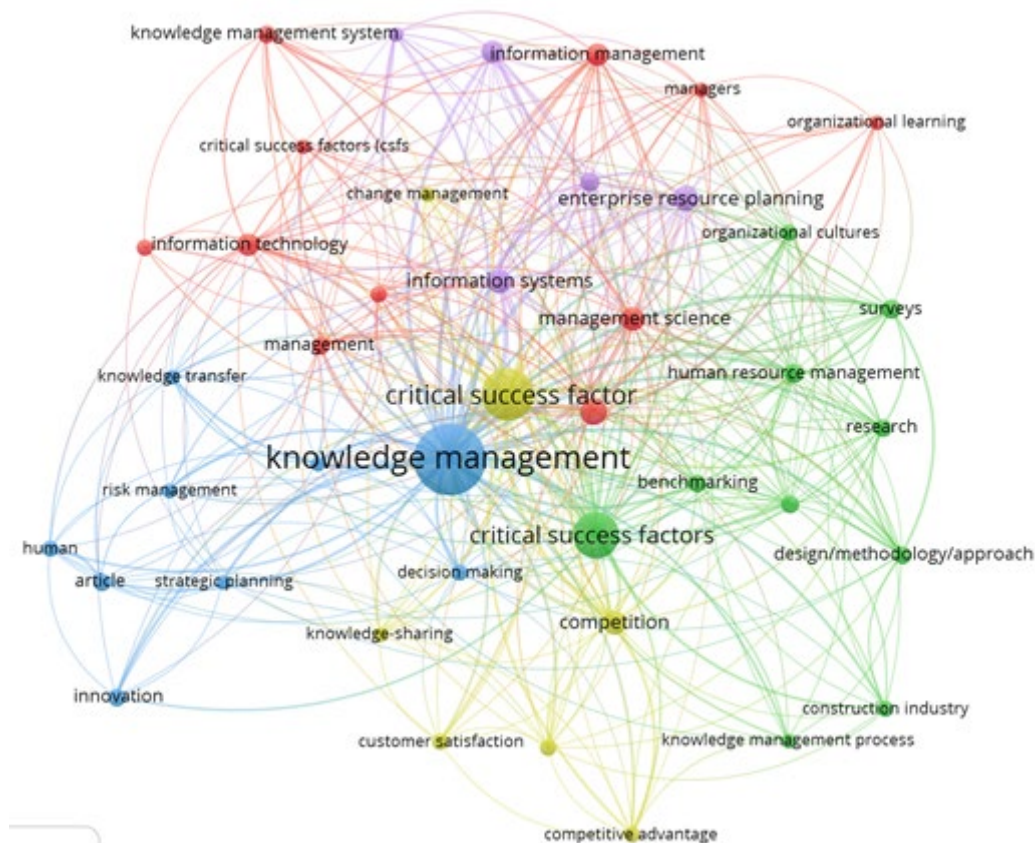 knowledge management system
information management
managers
organizational learning
critical success factors (csfs
change management
enterprise resource planning
organizational cultures
information technology
information systems
surveys
management science
management
knowledge transfer
human resource management
critical success factor
research
knowledge management
benchmarking
risk management
critical success factors
human
design/methodology/approach
article
strategic planning
decision making
competition
knowledge-sharing
innovation
construction industry
customer satisfaction
knowledge management process
competitive advantage